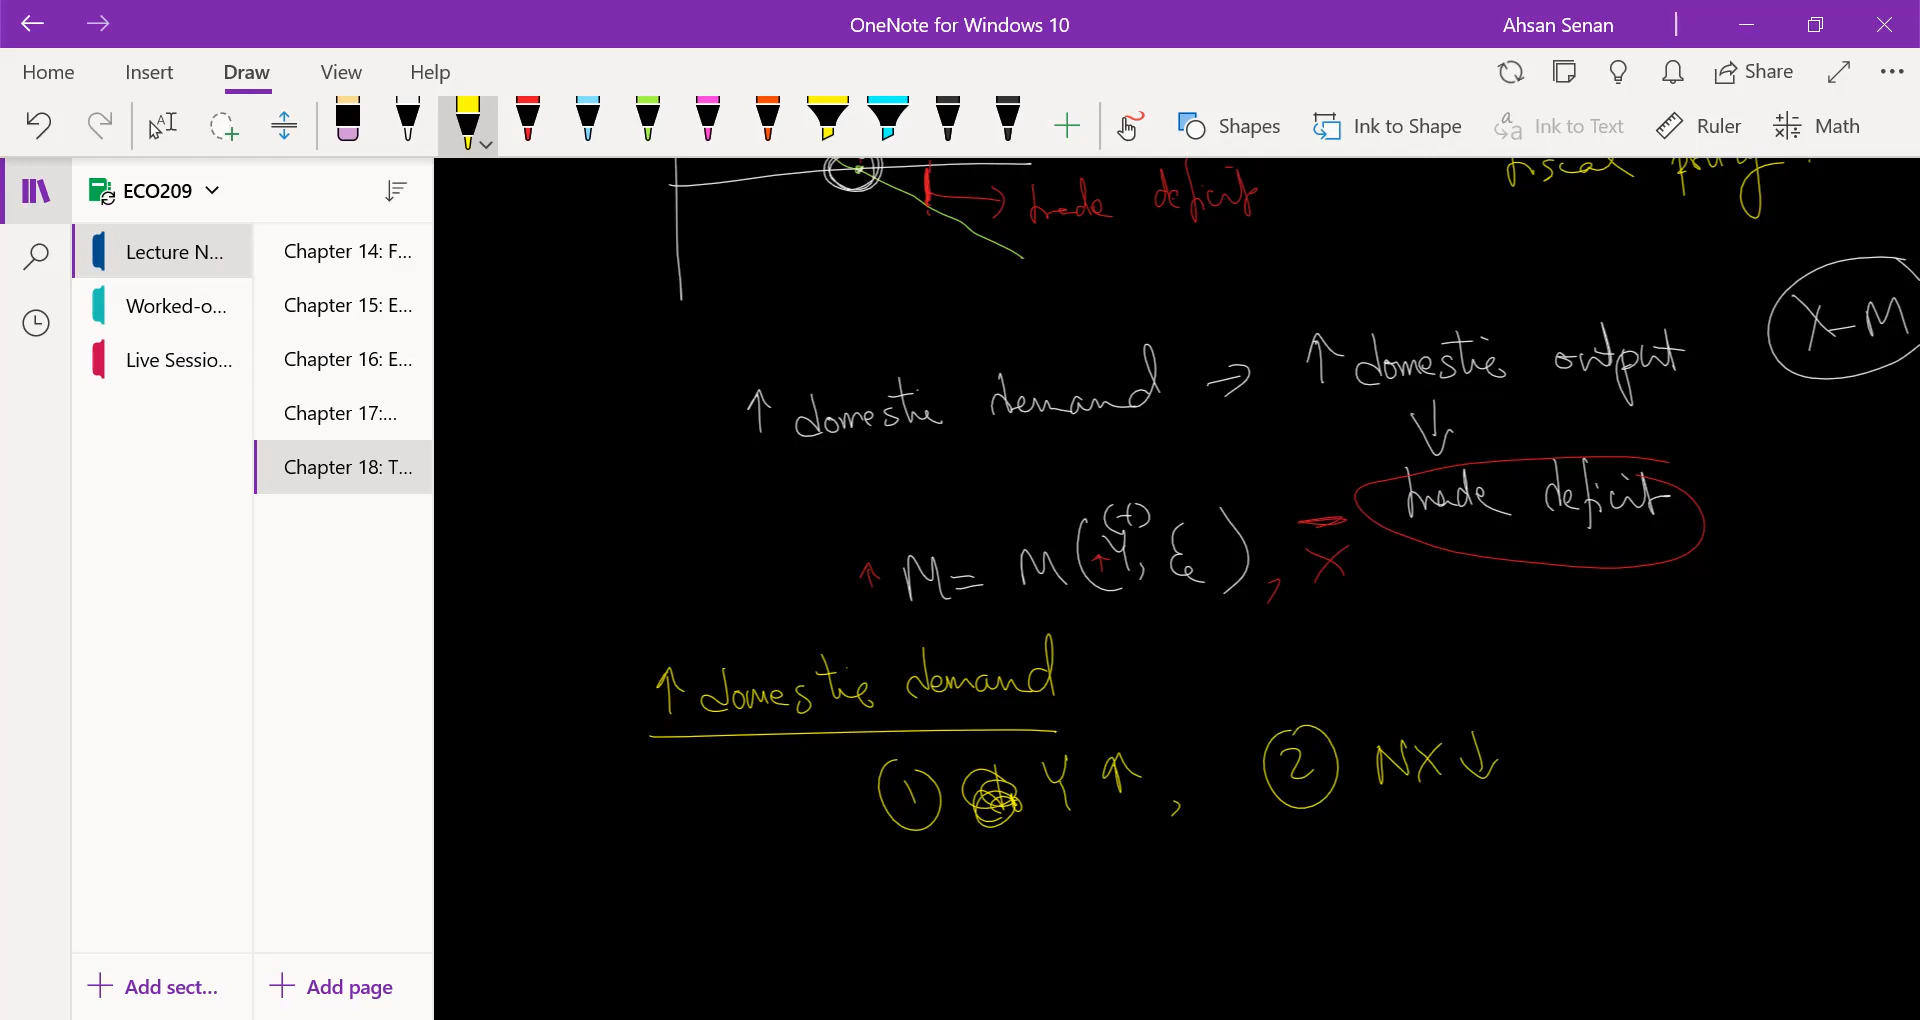 OneNote for Windows 10
Ahsan Senan
Home Insert Draw View Help
Share
Shapes Ink to Shape Ink to Text Ruler Math
ECO209
Lecture N...
Worked-o...
Live Sessio...
Chapter 14: F...
Chapter 15: E...
Chapter 16: E...
Chapter 17:...
Chapter 18: T...
Add sect...
Add page
→ trade deficit
fiscal policy.
X-M
↑ domestic demand → ↑ domestic output
↓
trade deficit
↑ M = M(↑Y, ε), X
(+)
↑ domestic demand
① Y ↑, ② NX ↓